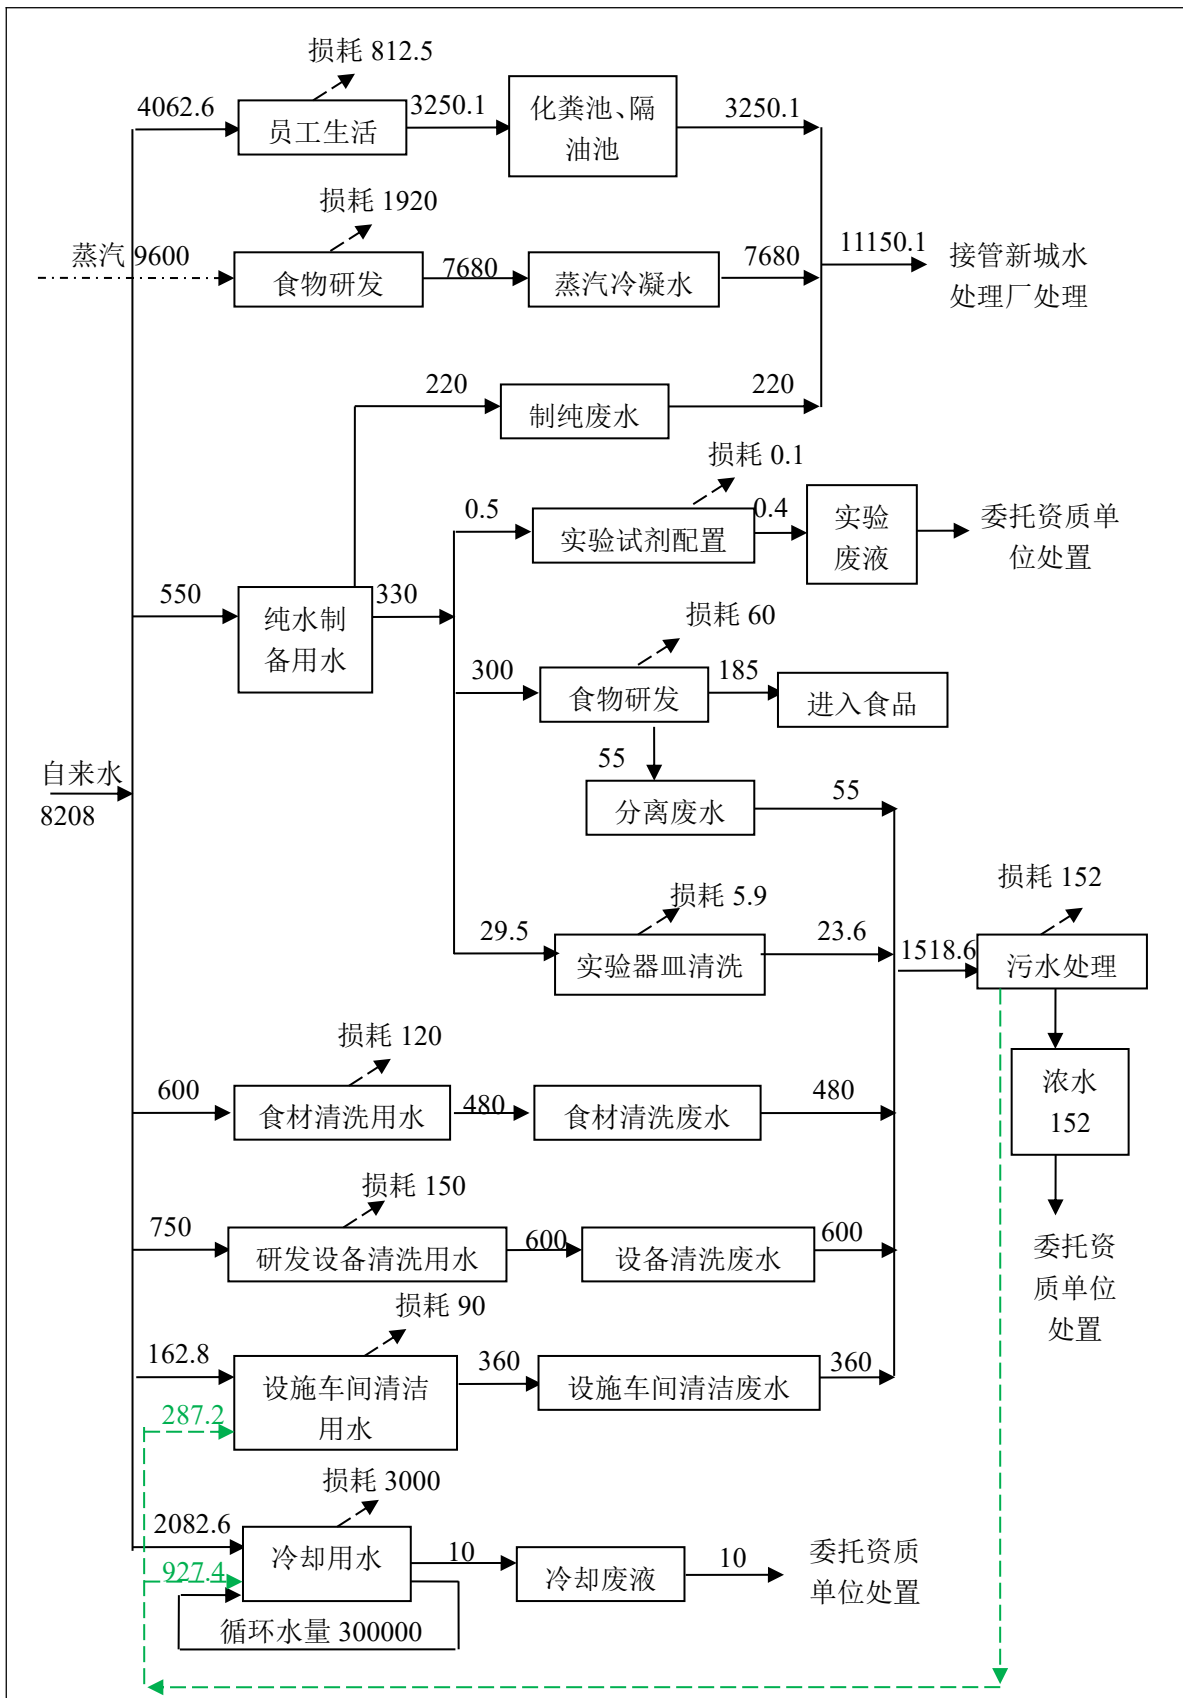 损耗 812.5
4062.6
员工生活
3250.1
化粪池、隔
油池
3250.1
损耗 1920
蒸汽 9600
食物研发
7680
蒸汽冷凝水
7680
11150.1
接管新城水
处理厂处理
220
制纯废水
220
损耗 0.1
0.5
实验试剂配置
0.4
实验
废液
委托资质单
位处置
550
纯水制
备用水
330
损耗 60
300
食物研发
185
进入食品
55
分离废水
55
自来水
8208
损耗 5.9
29.5
实验器皿清洗
23.6
1518.6
损耗 152
污水处理
浓水
152
委托资
质单位
处置
损耗 120
600
食材清洗用水
480
食材清洗废水
480
损耗 150
750
研发设备清洗用水
600
设备清洗废水
600
损耗 90
162.8
设施车间清洁
用水
287.2
360
设施车间清洁废水
360
损耗 3000
2082.6
冷却用水
927.4
10
冷却废液
10
委托资质
单位处置
循环水量 300000